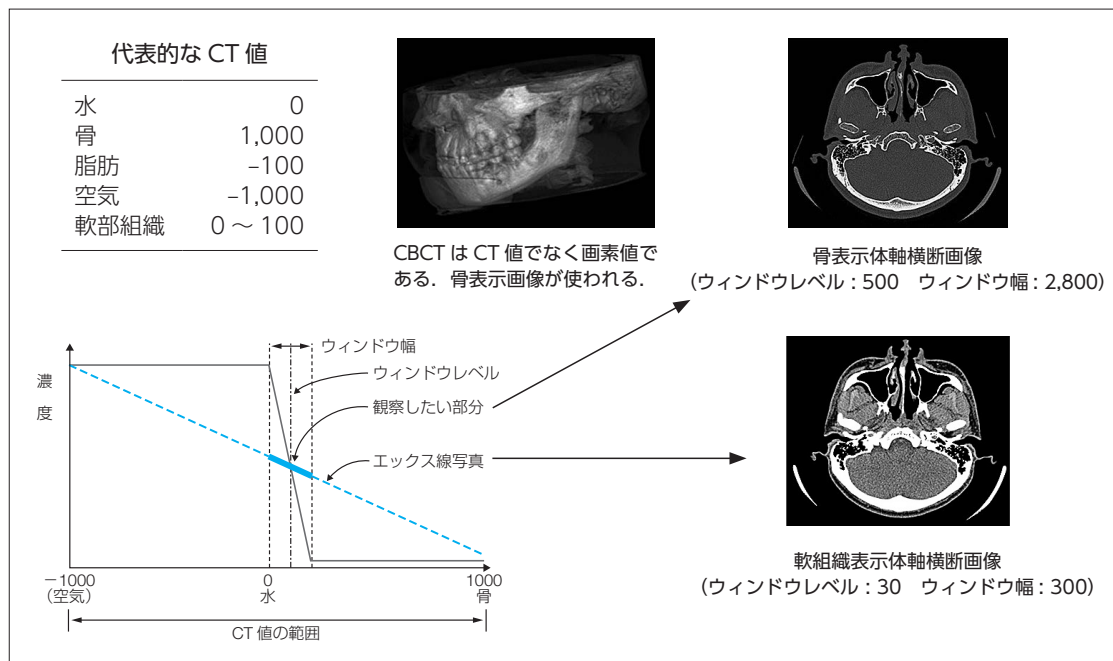 代表的な CT 値
水 0
骨 1,000
脂肪 –100
空気 –1,000
軟部組織 0 ～ 100
CBCT は CT 値でなく画素値で
ある．骨表示画像が使われる．
骨表示体軸横断画像
（ウィンドウレベル：500 ウィンドウ幅：2,800）
ウィンドウ幅
ウィンドウレベル
観察したい部分
エックス線写真
濃
度
－1000
（空気）
0
水
1000
骨
CT 値の範囲
軟組織表示体軸横断画像
（ウィンドウレベル：30 ウィンドウ幅：300）